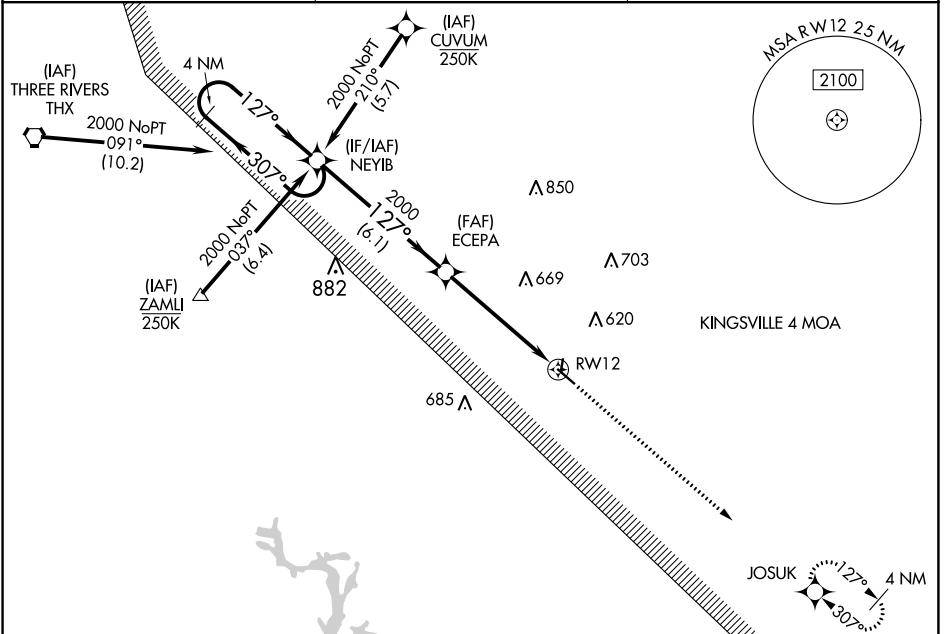 (IAF)
CUVUM
250K
2000 NoPT
210°
(5.7)
MSA RW12 25 NM
2100
(IAF)
THREE RIVERS
THX
2000 NoPT
091°
(10.2)
4 NM
127°
307°
(IF/IAF)
NEYIB
2000 NoPT
037°
(6.4)
(IAF)
ZAMLI
250K
2000
127°
(6.1)
(FAF)
ECEPA
850
703
669
620
882
685
KINGSVILLE 4 MOA
RW12
JOSUK
127°
307°
4 NM